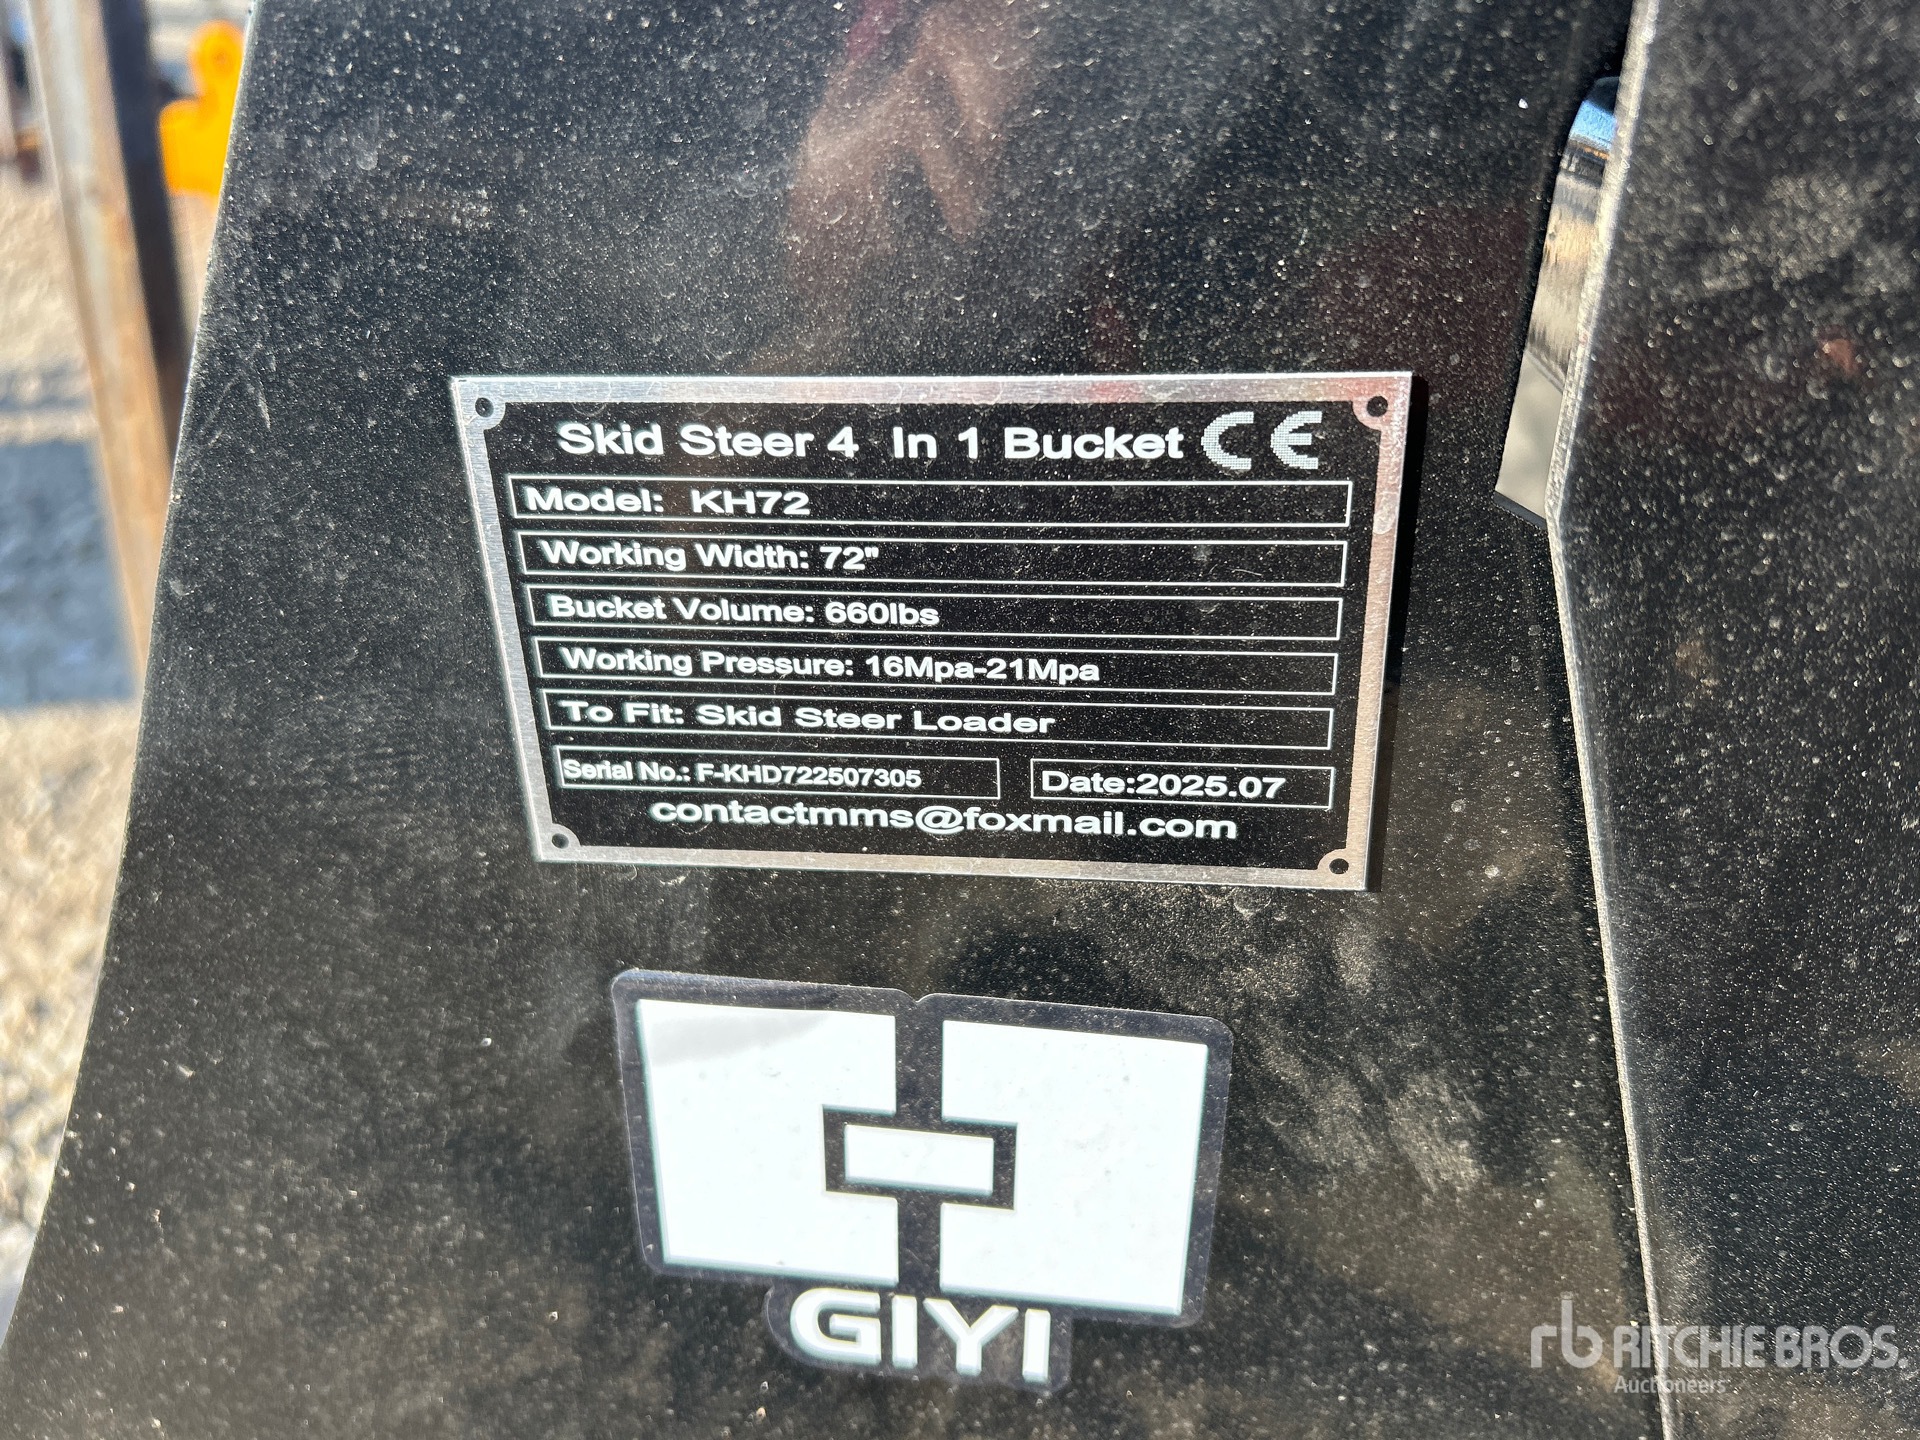 Skid Steer 4 In 1 Bucket CE
Model: KH72
Working Width: 72"
Bucket Volume: 660lbs
Working Pressure: 16Mpa-21Mpa
To Fit: Skid Steer Loader
Serial No.: F-KHD722507305
Date:2025.07
contactmms@foxmail.com
GIYI
rb RITCHIE BROS.
Auctioneers